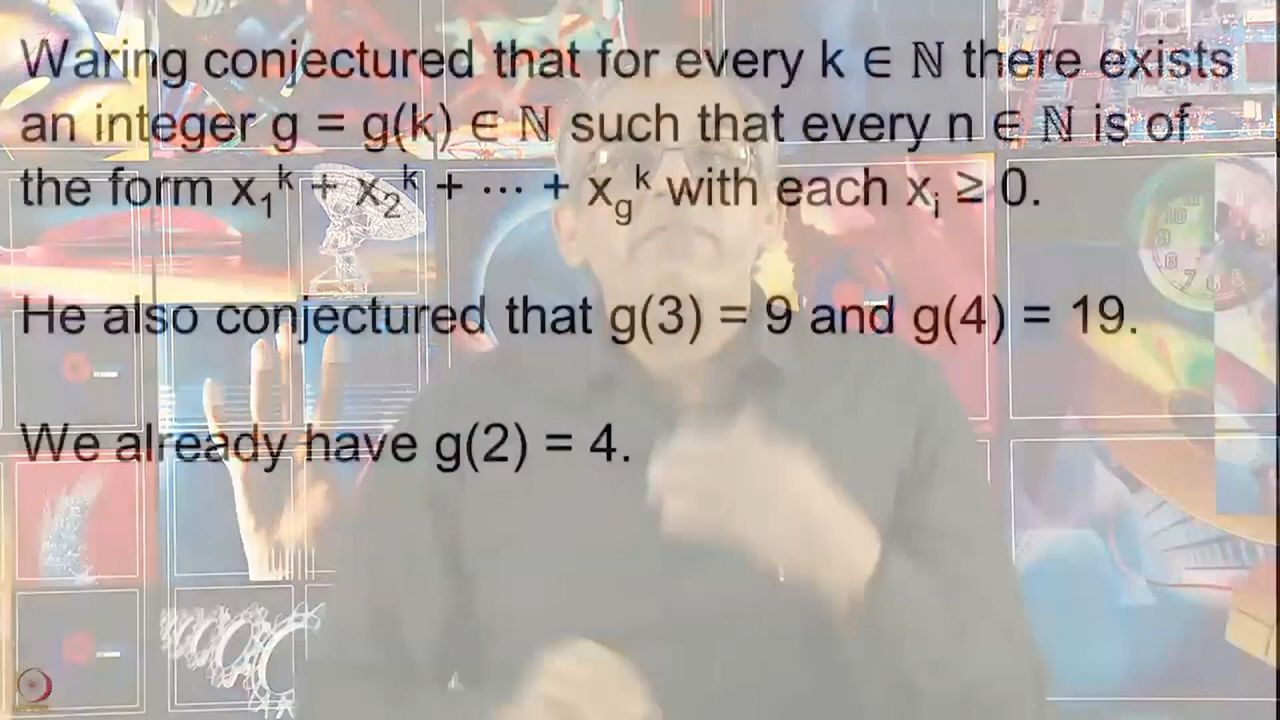 Waring conjectured that for every k ∈ ℕ there exists
an integer g = g(k) ∈ ℕ such that every n ∈ ℕ is of
the form x₁ᵏ + x₂ᵏ + ⋯ + x_gᵏ with each xᵢ ≥ 0.
He also conjectured that g(3) = 9 and g(4) = 19.
We already have g(2) = 4.